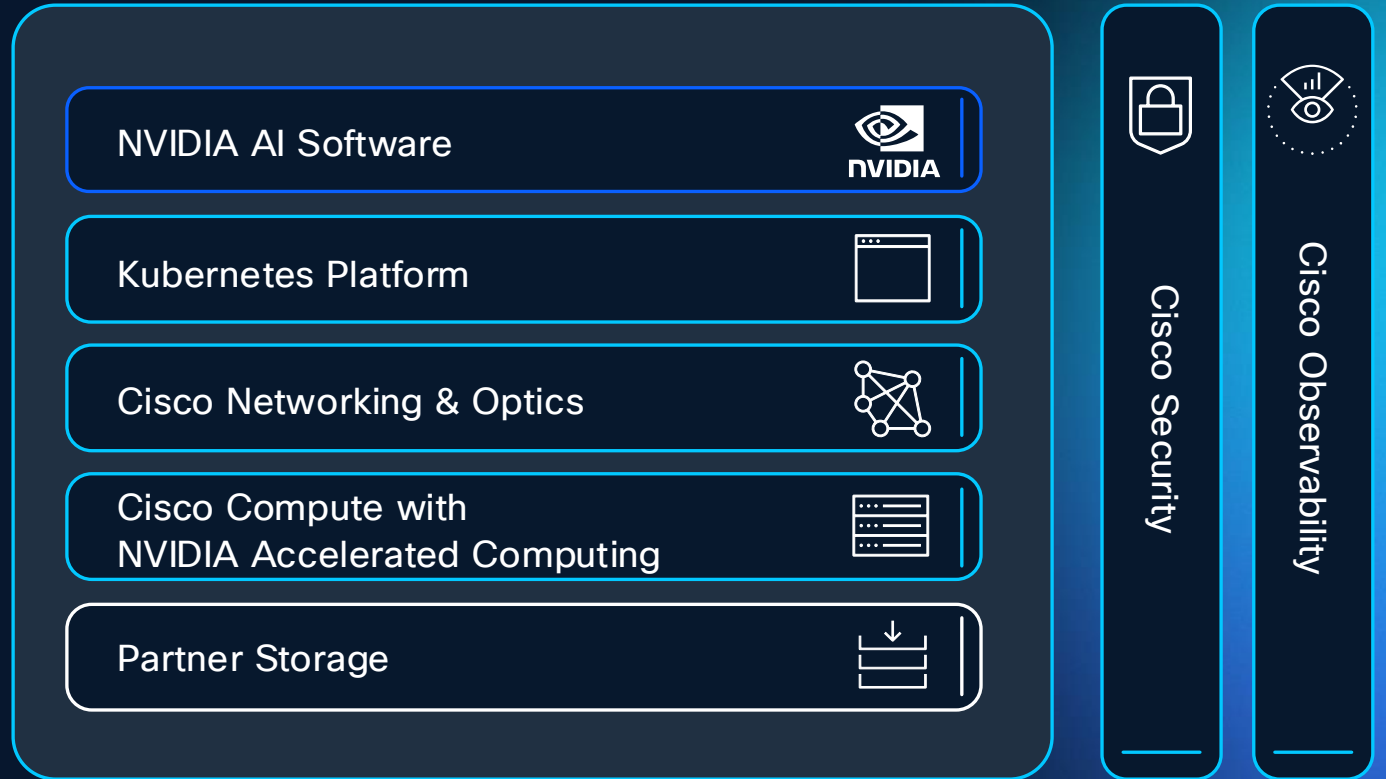 NVIDIA AI Software
NVIDIA
Kubernetes Platform
Cisco Networking & Optics
Cisco Compute with
NVIDIA Accelerated Computing
Partner Storage
Cisco Security
Cisco Observability